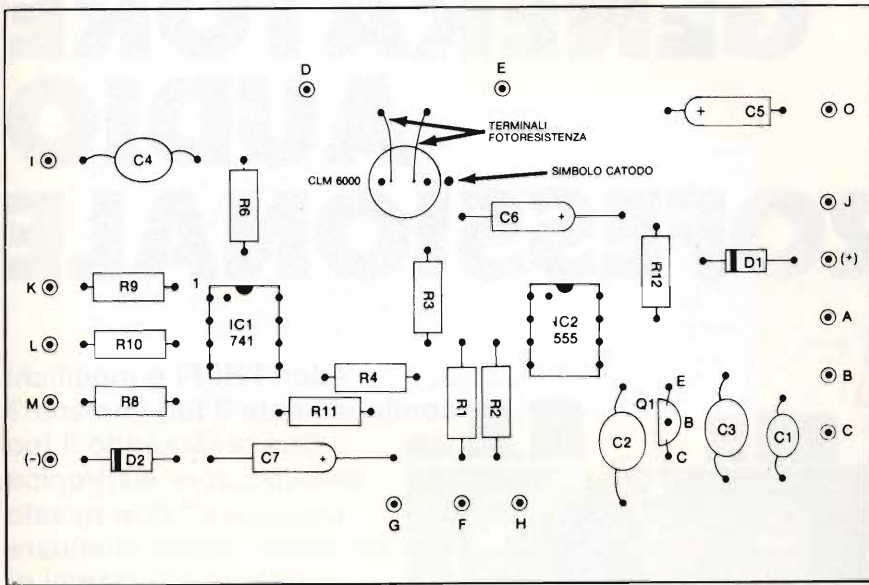 D
E
+ C5
O
TERMINALI
FOTORESISTENZA
I
C4
CLM 6000
SIMBOLO CATODO
R6
J
C6 +
R12
D1
(+)
K
R9
1
R3
IC1
741
IC2
555
A
L
R10
R4
E
B
M
R8
R11
R1
R2
Q1
B
C2
C3
C1
C
(-)
D2
C7 +
C
G
F
H